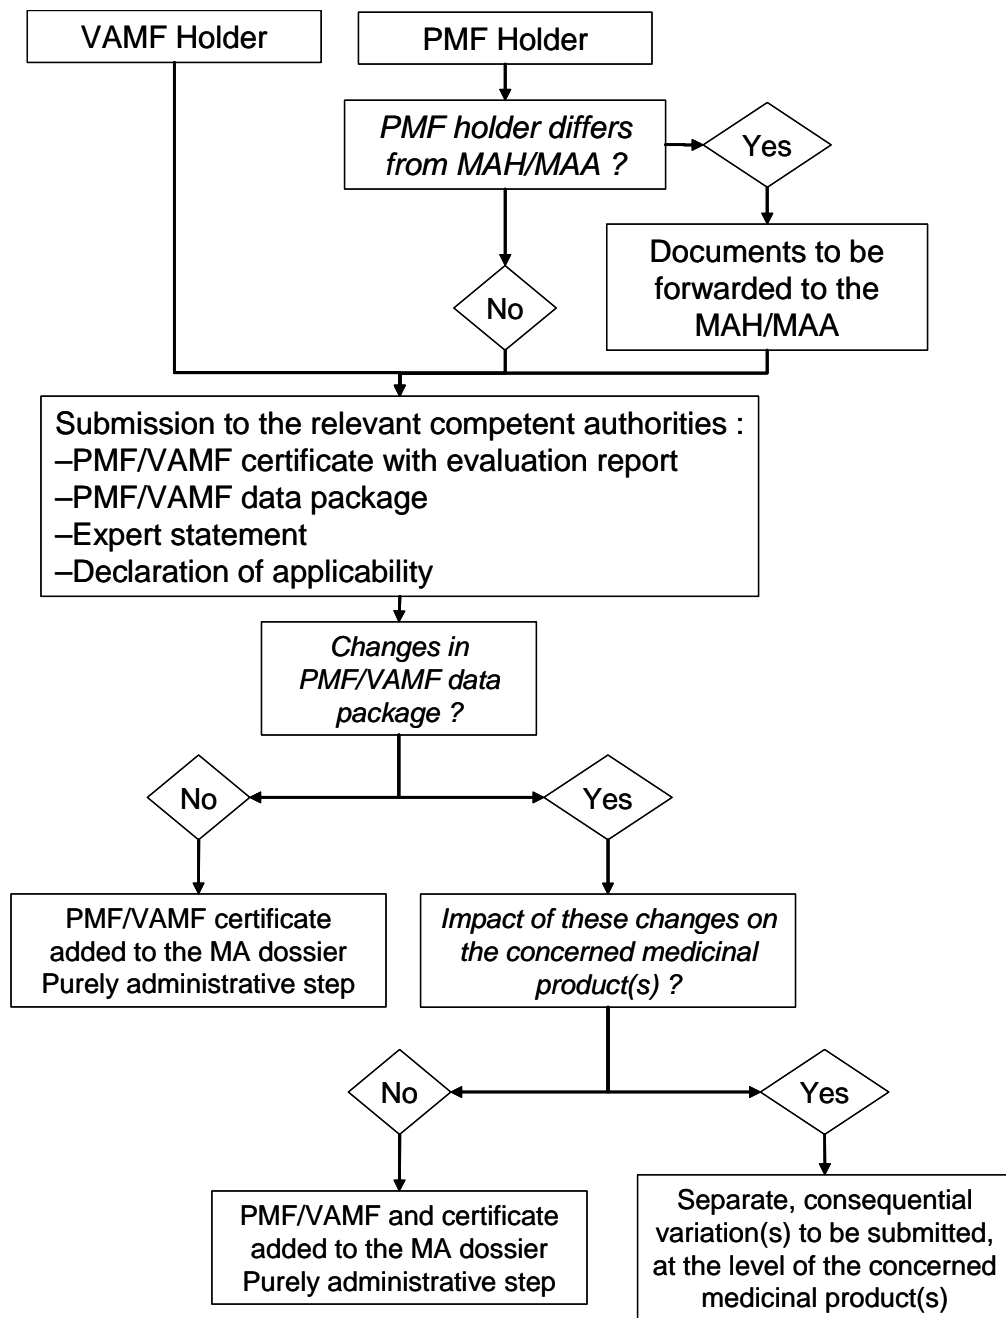 VAMF Holder
PMF Holder
PMF holder differs
from MAH/MAA ?
Yes
No
Documents to be
forwarded to the
MAH/MAA
Submission to the relevant competent authorities :
–PMF/VAMF certificate with evaluation report
–PMF/VAMF data package
–Expert statement
–Declaration of applicability
Changes in
PMF/VAMF data
package ?
No
Yes
PMF/VAMF certificate
added to the MA dossier
Purely administrative step
Impact of these changes on
the concerned medicinal
product(s) ?
No
Yes
PMF/VAMF and certificate
added to the MA dossier
Purely administrative step
Separate, consequential
variation(s) to be submitted,
at the level of the concerned
medicinal product(s)